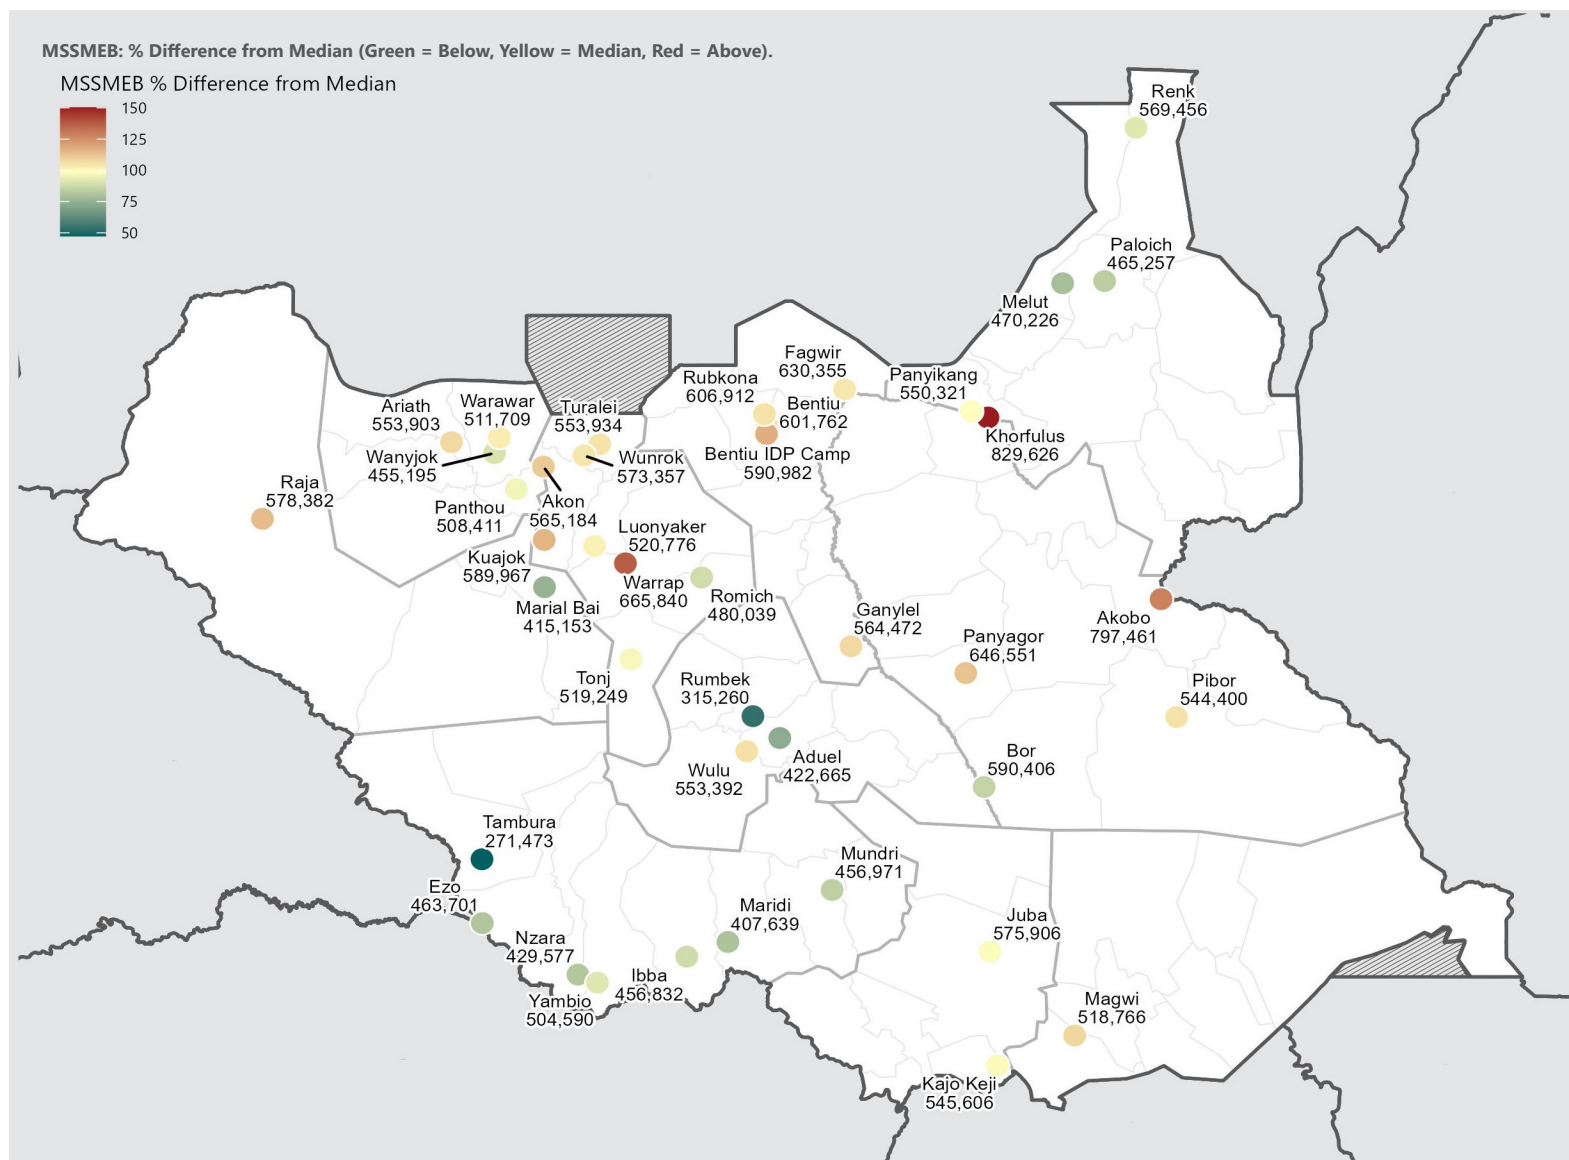 MSSMEB: % Difference from Median (Green = Below, Yellow = Median, Red = Above).
MSSMEB % Difference from Median
150
125
100
75
50
Renk
569,456
Paloich
465,257
Melut
470,226
Fagwir
630,355
Panyikang
550,321
Rubkona
606,912
Bentiu
601,762
Khorfulus
829,626
Bentiu IDP Camp
590,982
Ariath
553,903
Warawar
511,709
Turalei
553,934
Wanyjok
455,195
Wunrok
573,357
Raja
578,382
Panthou
508,411
Akon
565,184
Luonyaker
520,776
Kuajok
589,967
Warrap
665,840
Romich
480,039
Marial Bai
415,153
Ganylel
564,472
Akobo
797,461
Panyagor
646,551
Tonj
519,249
Rumbek
315,260
Pibor
544,400
Wulu
553,392
Aduel
422,665
Bor
590,406
Tambura
271,473
Mundri
456,971
Ezo
463,701
Maridi
407,639
Juba
575,906
Nzara
429,577
Ibba
456,832
Yambio
504,590
Magwi
518,766
Kajo Keji
545,606